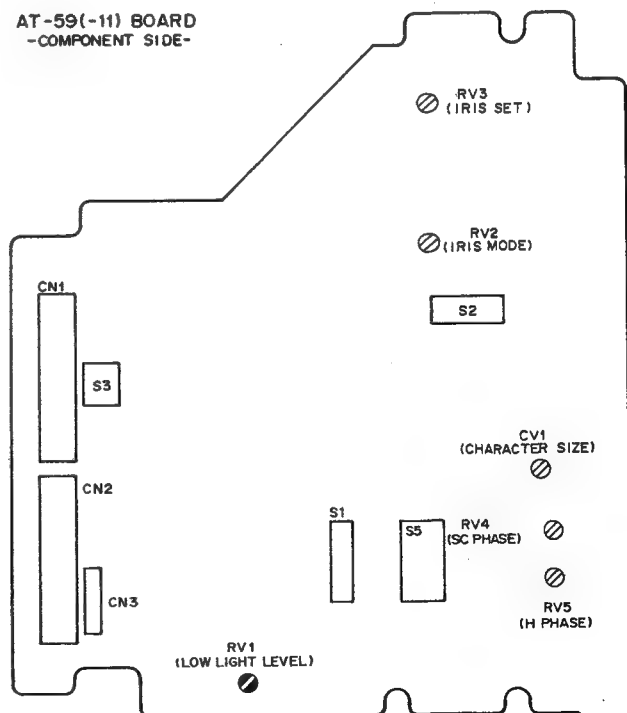 AT-59(-11) BOARD
-COMPONENT SIDE-
RV3
(IRIS SET)
RV2
(IRIS MODE)
CN1
S2
S3
CV1
(CHARACTER SIZE)
CN2
S1
S5
RV4
(SC PHASE)
CN3
RV5
(H PHASE)
RV1
(LOW LIGHT LEVEL)